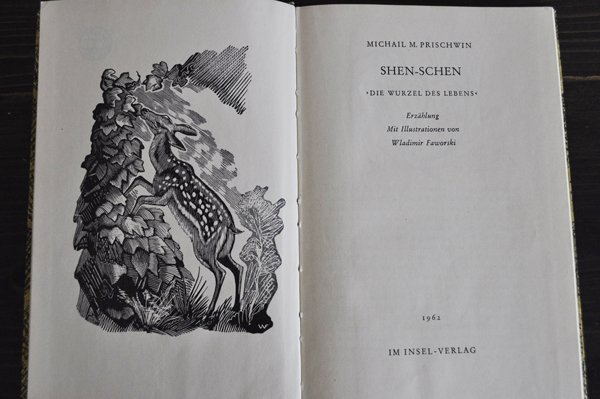 MICHAIL M. PRISCHWIN
SHEN-SCHEN
›DIE WURZEL DES LEBENS‹
Erzählung
Mit Illustrationen von
Wladimir Faworski
1962
IM INSEL-VERLAG